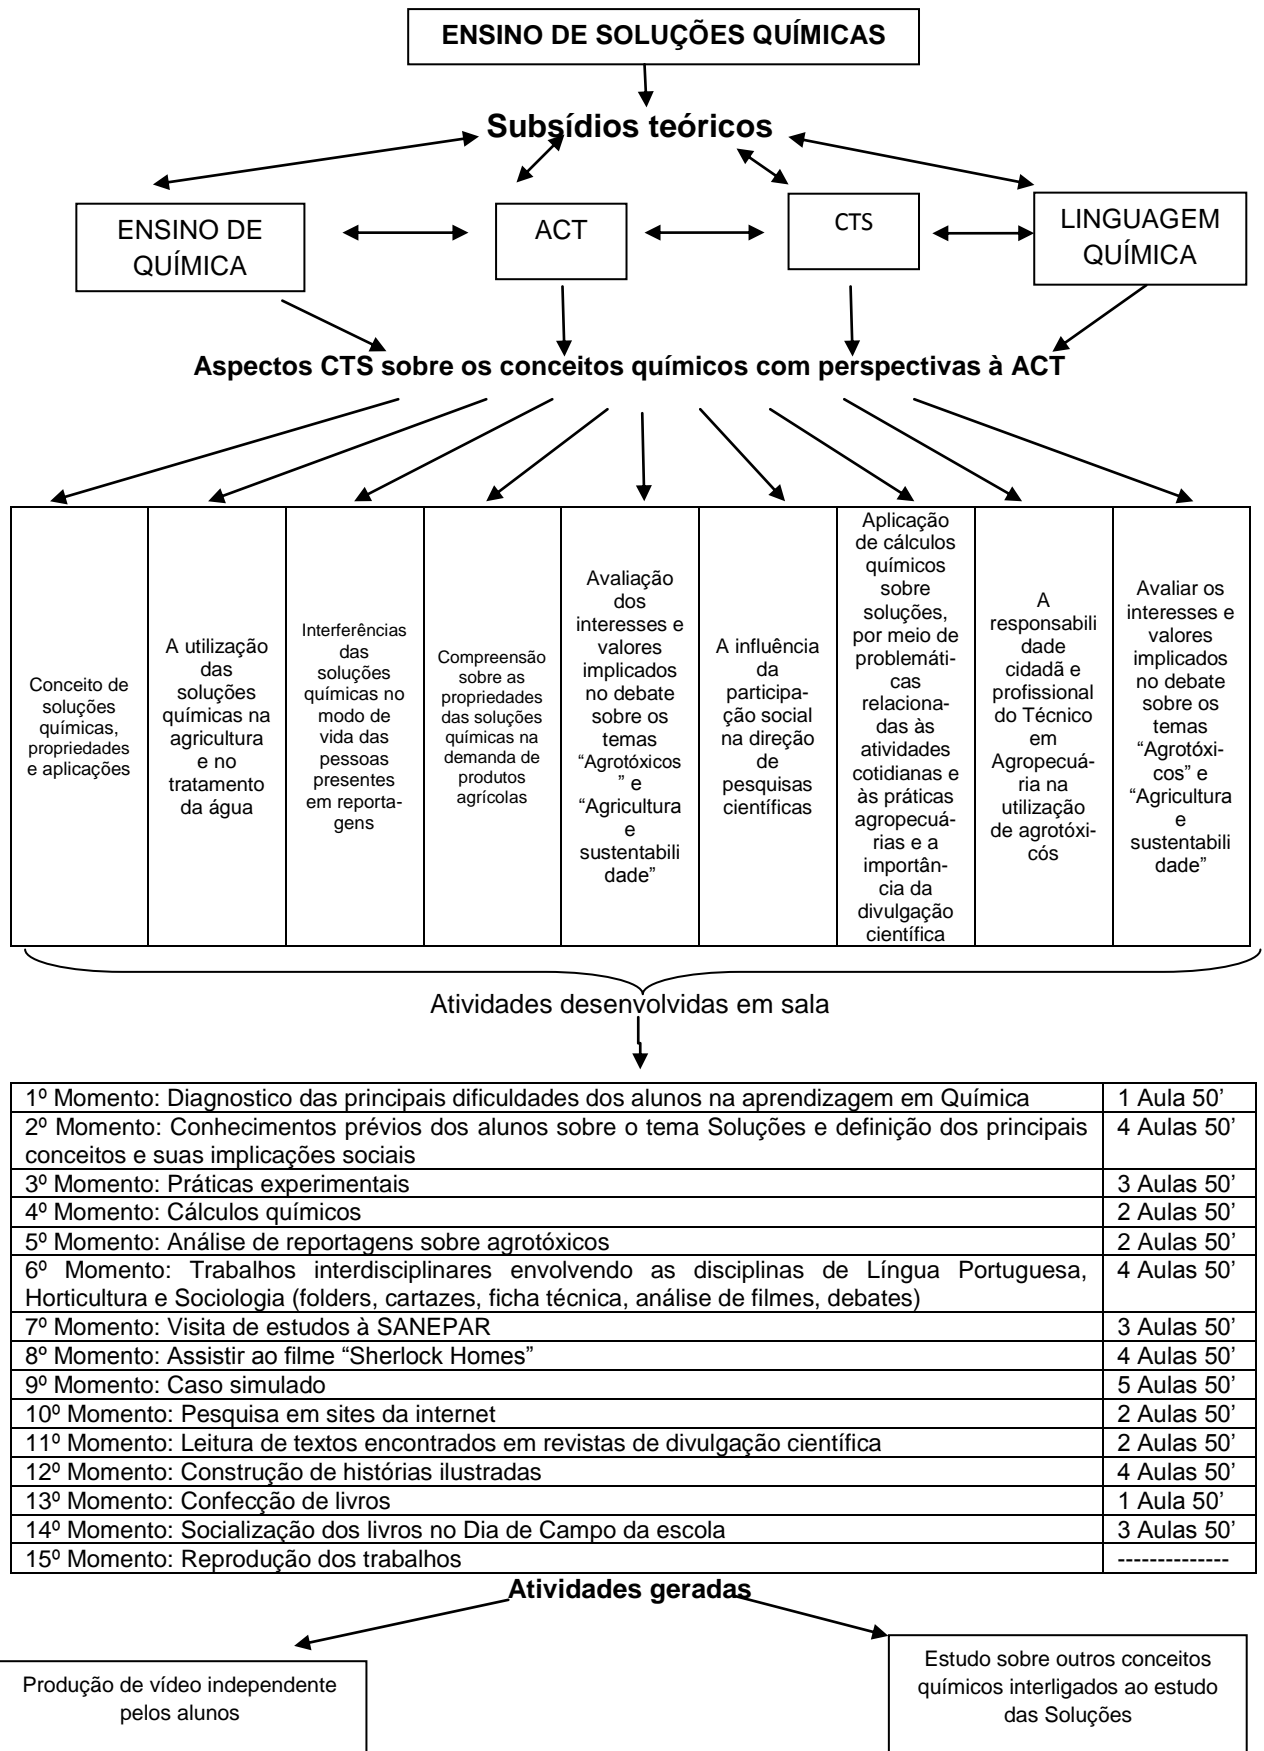 ENSINO DE SOLUÇÕES QUÍMICAS
Subsídios teóricos
ENSINO DE
QUÍMICA
ACT
CTS
LINGUAGEM
QUÍMICA
Aspectos CTS sobre os conceitos químicos com perspectivas à ACT
Conceito de
soluções
químicas,
propriedades
e aplicações
A utilização
das
soluções
químicas na
agricultura
e no
tratamento
da água
Interferências
das
soluções
químicas no
modo de
vida das
pessoas
presentes
em reporta-
gens
Compreensão
sobre as
propriedades
das soluções
químicas na
demanda de
produtos
agrícolas
Avaliação
dos
interesses e
valores
implicados
no debate
sobre os
temas
“Agrotóxicos
” e
“Agricultura
e
sustentabili
dade”
A influência
da
participa-
ção social
na direção
de
pesquisas
científicas
Aplicação
de cálculos
químicos
sobre
soluções,
por meio de
problemáti-
cas
relaciona-
das às
atividades
cotidianas e
às práticas
agropecuá-
rias e a
importân-
cia da
divulgação
científica
A
responsabili
dade
cidadã e
profissional
do Técnico
em
Agropecuá-
ria na
utilização
de agrotóxi-
cós
Avaliar os
interesses e
valores
implicados
no debate
sobre os
temas
“Agrotóxi-
cos” e
“Agricultura
e
sustentabili
dade”
Atividades desenvolvidas em sala
1º Momento: Diagnostico das principais dificuldades dos alunos na aprendizagem em Química 1 Aula 50’
2º Momento: Conhecimentos prévios dos alunos sobre o tema Soluções e definição dos principais 4 Aulas 50’
conceitos e suas implicações sociais
3º Momento: Práticas experimentais 3 Aulas 50’
4º Momento: Cálculos químicos 2 Aulas 50’
5º Momento: Análise de reportagens sobre agrotóxicos 2 Aulas 50’
6º Momento: Trabalhos interdisciplinares envolvendo as disciplinas de Língua Portuguesa, 4 Aulas 50’
Horticultura e Sociologia (folders, cartazes, ficha técnica, análise de filmes, debates)
7º Momento: Visita de estudos à SANEPAR 3 Aulas 50’
8º Momento: Assistir ao filme “Sherlock Homes” 4 Aulas 50’
9º Momento: Caso simulado 5 Aulas 50’
10º Momento: Pesquisa em sites da internet 2 Aulas 50’
11º Momento: Leitura de textos encontrados em revistas de divulgação científica 2 Aulas 50’
12º Momento: Construção de histórias ilustradas 4 Aulas 50’
13º Momento: Confecção de livros 1 Aula 50’
14º Momento: Socialização dos livros no Dia de Campo da escola 3 Aulas 50’
15º Momento: Reprodução dos trabalhos --------------
Atividades geradas
Produção de vídeo independente
pelos alunos
Estudo sobre outros conceitos
químicos interligados ao estudo
das Soluções